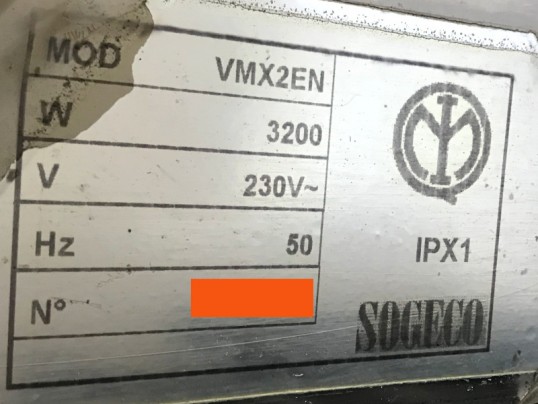 MOD VMX2EN
W 3200
V 230V~
Hz 50
N°
IPX1
SOGECO